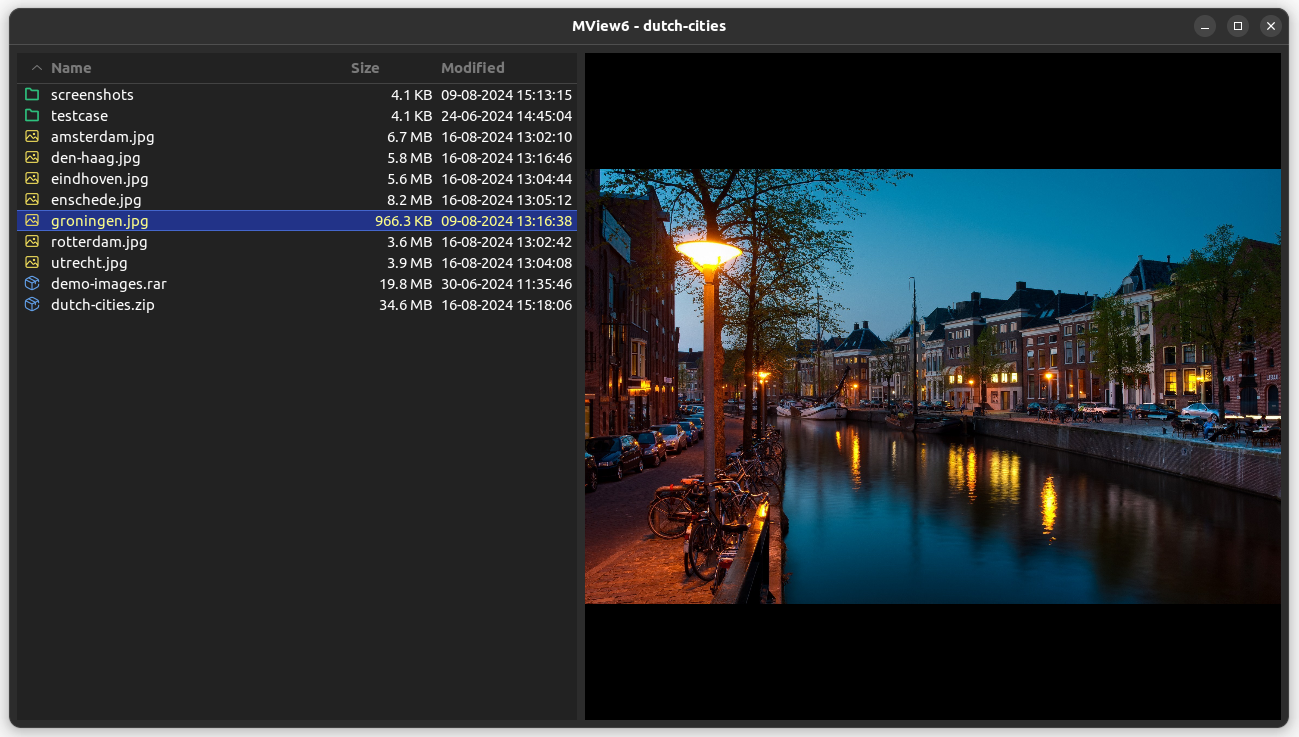 MView6 - dutch-cities
Name Size Modified
screenshots 4.1 KB 09-08-2024 15:13:15
testcase 4.1 KB 24-06-2024 14:45:04
amsterdam.jpg 6.7 MB 16-08-2024 13:02:10
den-haag.jpg 5.8 MB 16-08-2024 13:16:46
eindhoven.jpg 5.6 MB 16-08-2024 13:04:44
enschede.jpg 8.2 MB 16-08-2024 13:05:12
groningen.jpg 966.3 KB 09-08-2024 13:16:38
rotterdam.jpg 3.6 MB 16-08-2024 13:02:42
utrecht.jpg 3.9 MB 16-08-2024 13:04:08
demo-images.rar 19.8 MB 30-06-2024 11:35:46
dutch-cities.zip 34.6 MB 16-08-2024 15:18:06